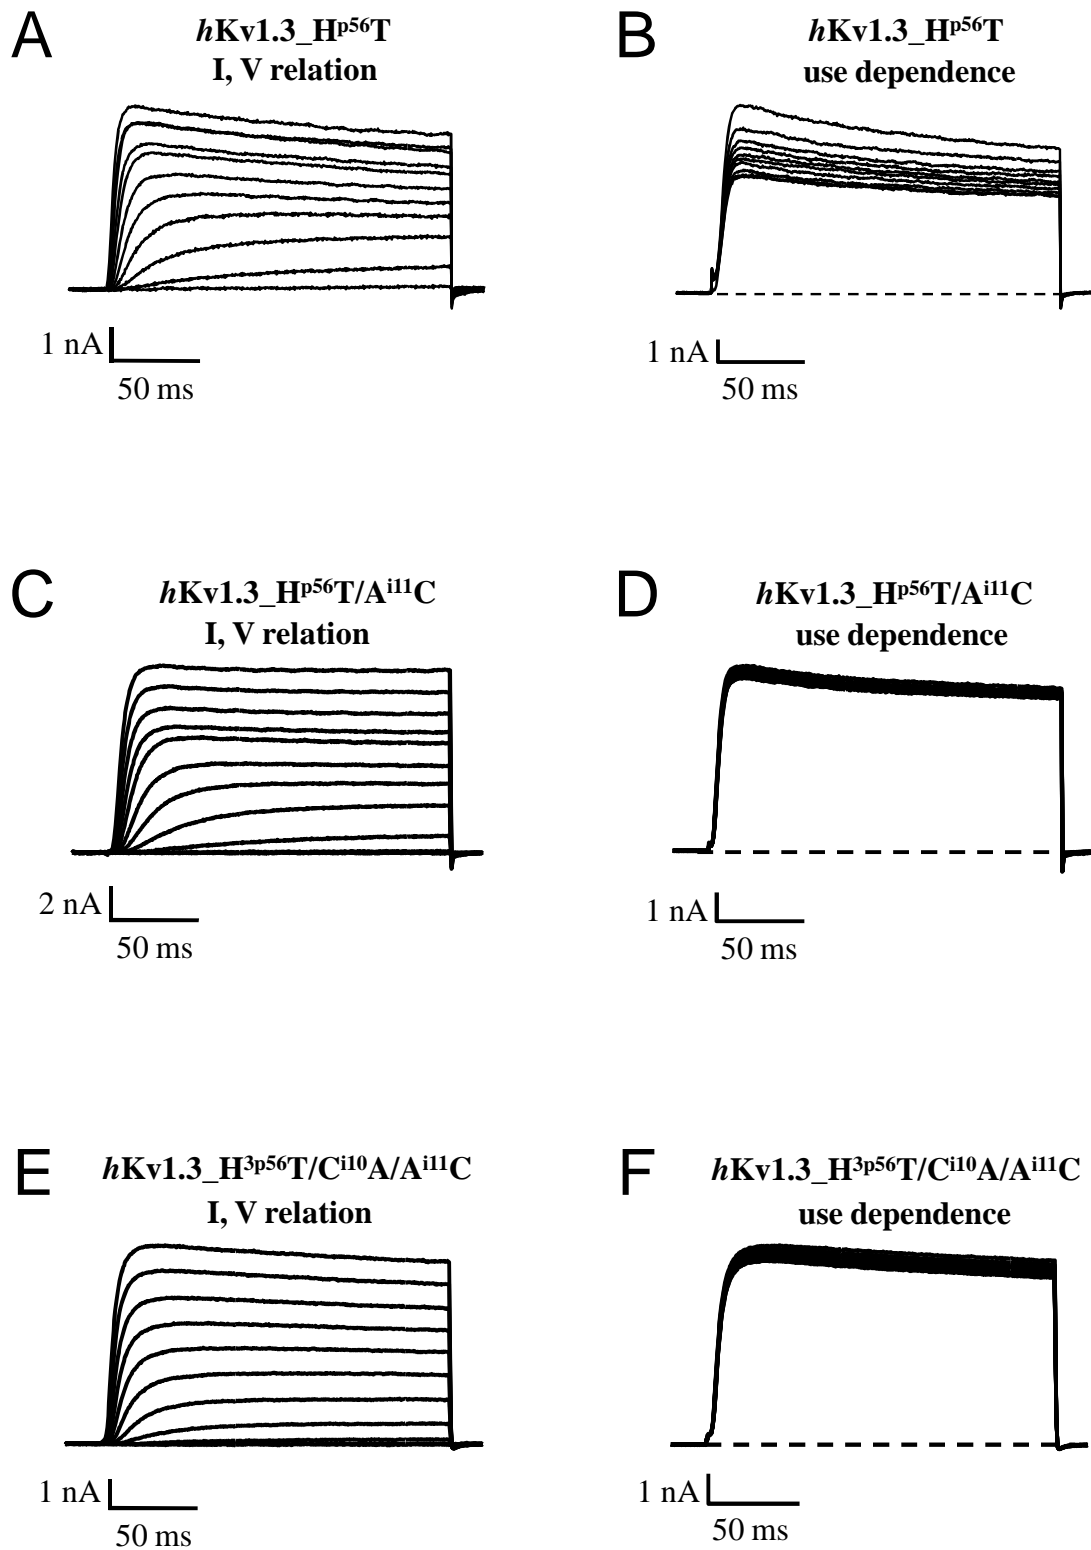 A
hKv1.3_Hᵖ⁵⁶T
I, V relation
1 nA
50 ms
B
hKv1.3_Hᵖ⁵⁶T
use dependence
1 nA
50 ms
C
hKv1.3_Hᵖ⁵⁶T/Aⁱ¹¹C
I, V relation
2 nA
50 ms
D
hKv1.3_Hᵖ⁵⁶T/Aⁱ¹¹C
use dependence
1 nA
50 ms
E
hKv1.3_H³ᵖ⁵⁶T/Cⁱ¹⁰A/Aⁱ¹¹C
I, V relation
1 nA
50 ms
F
hKv1.3_H³ᵖ⁵⁶T/Cⁱ¹⁰A/Aⁱ¹¹C
use dependence
1 nA
50 ms